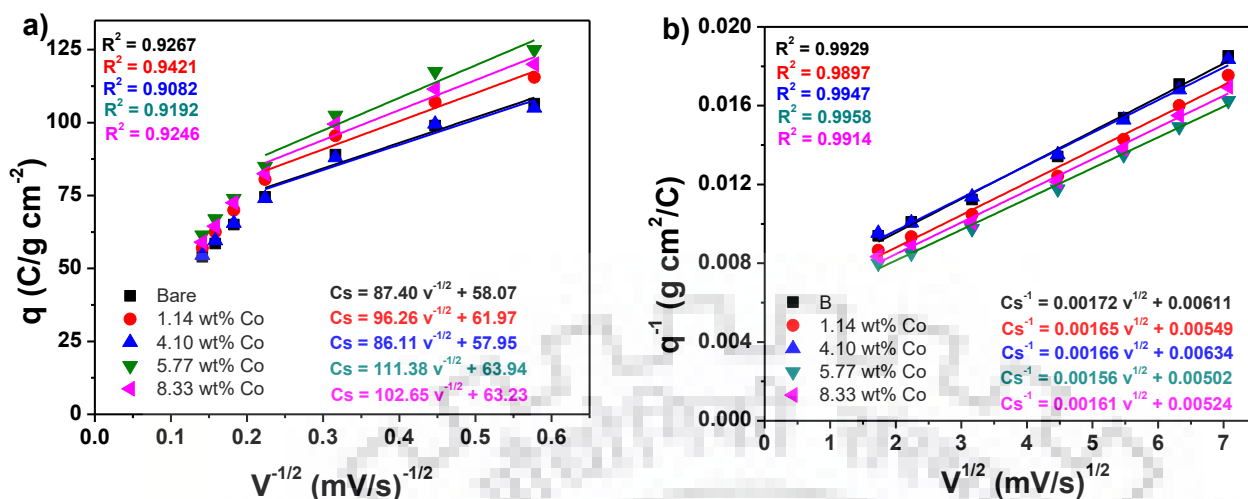 a)
R² = 0.9267
R² = 0.9421
R² = 0.9082
R² = 0.9192
R² = 0.9246
q (C/g cm⁻²)
125
100
75
50
25
0
Bare
1.14 wt% Co
4.10 wt% Co
5.77 wt% Co
8.33 wt% Co
Cs = 87.40 v⁻¹/² + 58.07
Cs = 96.26 v⁻¹/² + 61.97
Cs = 86.11 v⁻¹/² + 57.95
Cs = 111.38 v⁻¹/² + 63.94
Cs = 102.65 v⁻¹/² + 63.23
0.0 0.1 0.2 0.3 0.4 0.5 0.6
V⁻¹/² (mV/s)⁻¹/²
b)
R² = 0.9929
R² = 0.9897
R² = 0.9947
R² = 0.9958
R² = 0.9914
q⁻¹ (g cm²/C)
0.020
0.016
0.012
0.008
0.004
0.000
B
1.14 wt% Co
4.10 wt% Co
5.77 wt% Co
8.33 wt% Co
Cs⁻¹ = 0.00172 v¹/² + 0.00611
Cs⁻¹ = 0.00165 v¹/² + 0.00549
Cs⁻¹ = 0.00166 v¹/² + 0.00634
Cs⁻¹ = 0.00156 v¹/² + 0.00502
Cs⁻¹ = 0.00161 v¹/² + 0.00524
0 1 2 3 4 5 6 7
V¹/² (mV/s)¹/²